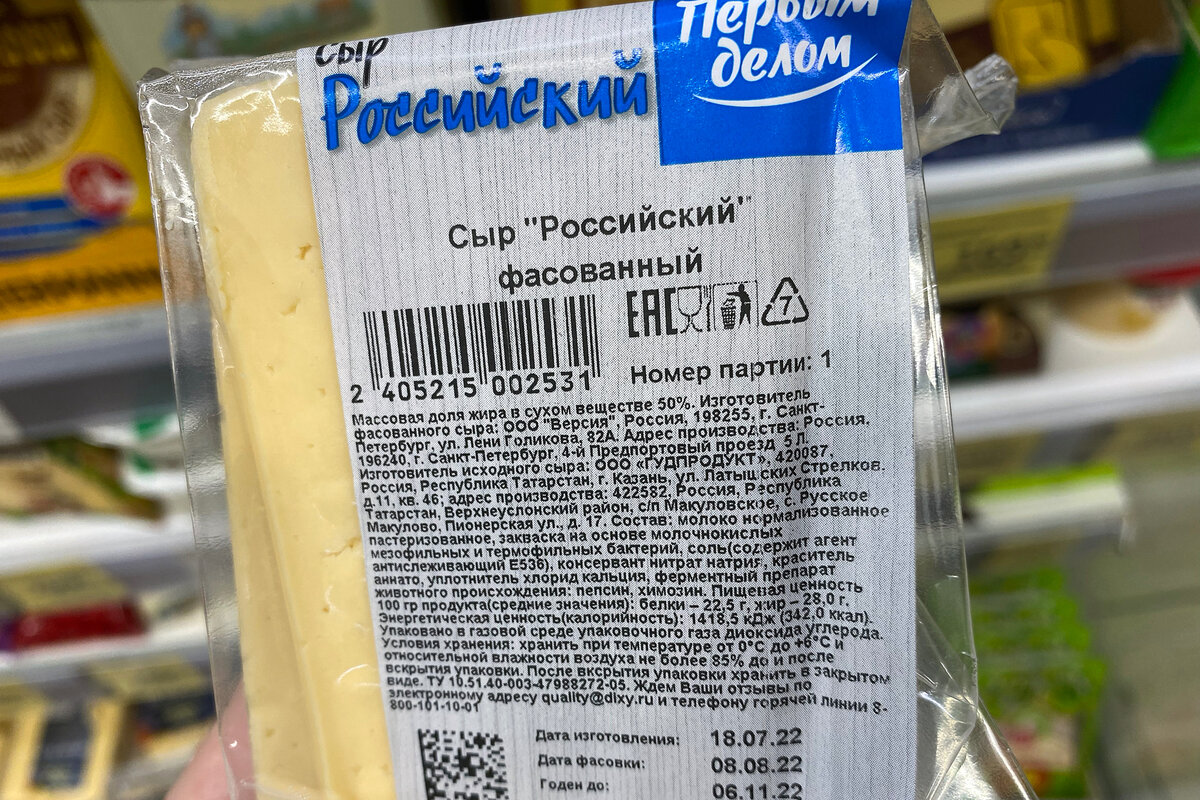 Сыр
Российский
Первым
делом
Сыр "Российский"
фасованный
EAC
7
2 405215 002531
Номер партии: 1
Массовая доля жира в сухом веществе 50%. Изготовитель
фасованного сыра: ООО "Версия", Россия, 198255, г. Санкт-
Петербург, ул. Лени Голикова, 82А. Адрес производства: Россия,
196240, г. Санкт-Петербург, 4-й Предпортовый проезд, 5 Л.
Изготовитель исходного сыра: ООО «ГУДПРОДУКТ», 420087,
Россия, Республика Татарстан, г. Казань, ул. Латышских Стрелков,
д.11, кв. 46; адрес производства: 422582, Россия, Республика
Татарстан, Верхнеуслонский район, с/п Макуловское, с. Русское
Макулово, Пионерская ул., д. 17. Состав: молоко нормализованное
пастеризованное, закваска на основе молочнокислых
мезофильных и термофильных бактерий, соль(содержит агент
антислеживающий Е536), консервант нитрат натрия, краситель
аннато, уплотнитель хлорид кальция, ферментный препарат
животного происхождения: пепсин, химозин. Пищевая ценность
100 гр продукта(средние значения): белки – 22,5 г, жир – 28,0 г.
Энергетическая ценность(калорийность): 1418,5 кДж (342,0 ккал).
Упаковано в газовой среде упаковочного газа диоксида углерода.
Условия хранения: хранить при температуре от 0°С до +6°С и
относительной влажности воздуха не более 85% до и после
вскрытия упаковки. После вскрытия упаковки хранить в закрытом
виде. ТУ 10.51.40-003-47988272-05. Ждем Ваши отзывы по
электронному адресу quality@dixy.ru и телефону горячей линии 8-
800-101-10-01
Дата изготовления: 18.07.22
Дата фасовки: 08.08.22
Годен до: 06.11.22